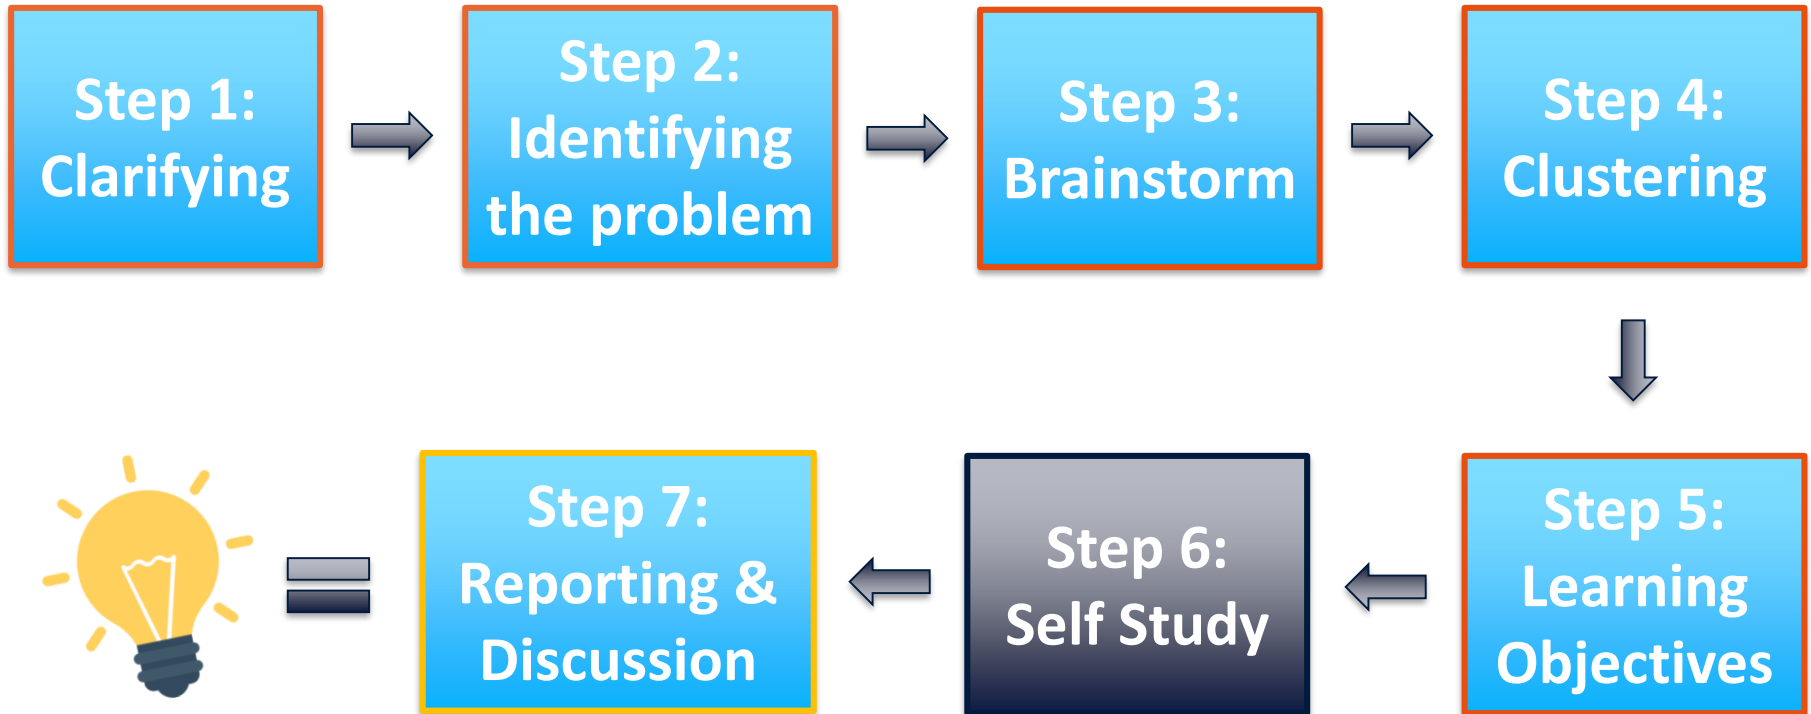 Step 1:
Clarifying
Step 2:
Identifying
the problem
Step 3:
Brainstorm
Step 4:
Clustering
Step 5:
Learning
Objectives
Step 6:
Self Study
Step 7:
Reporting &
Discussion